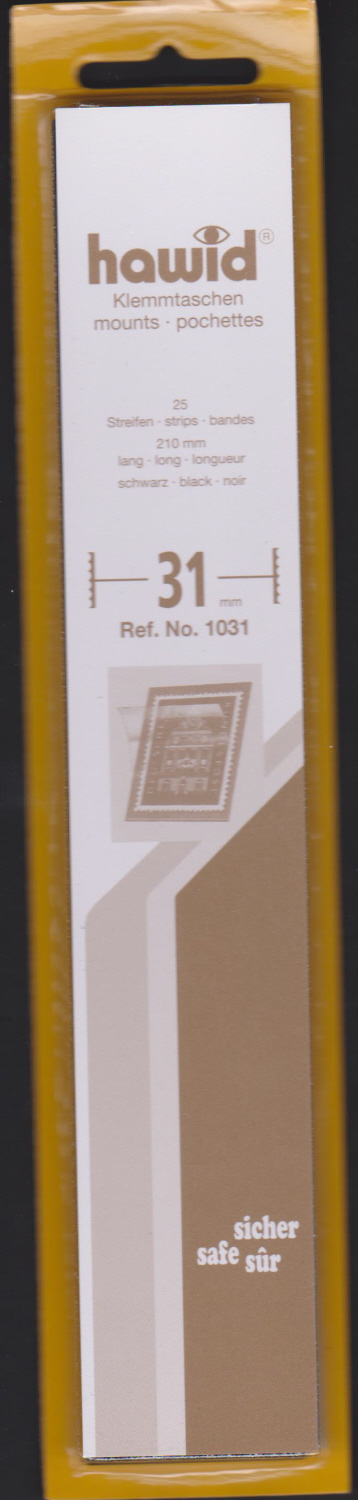 hawid®
Klemmtaschen
mounts · pochettes
25
Streifen · strips · bandes
210 mm
lang · long · longueur
schwarz · black · noir
31 mm
Ref. No. 1031
sicher
safe sûr